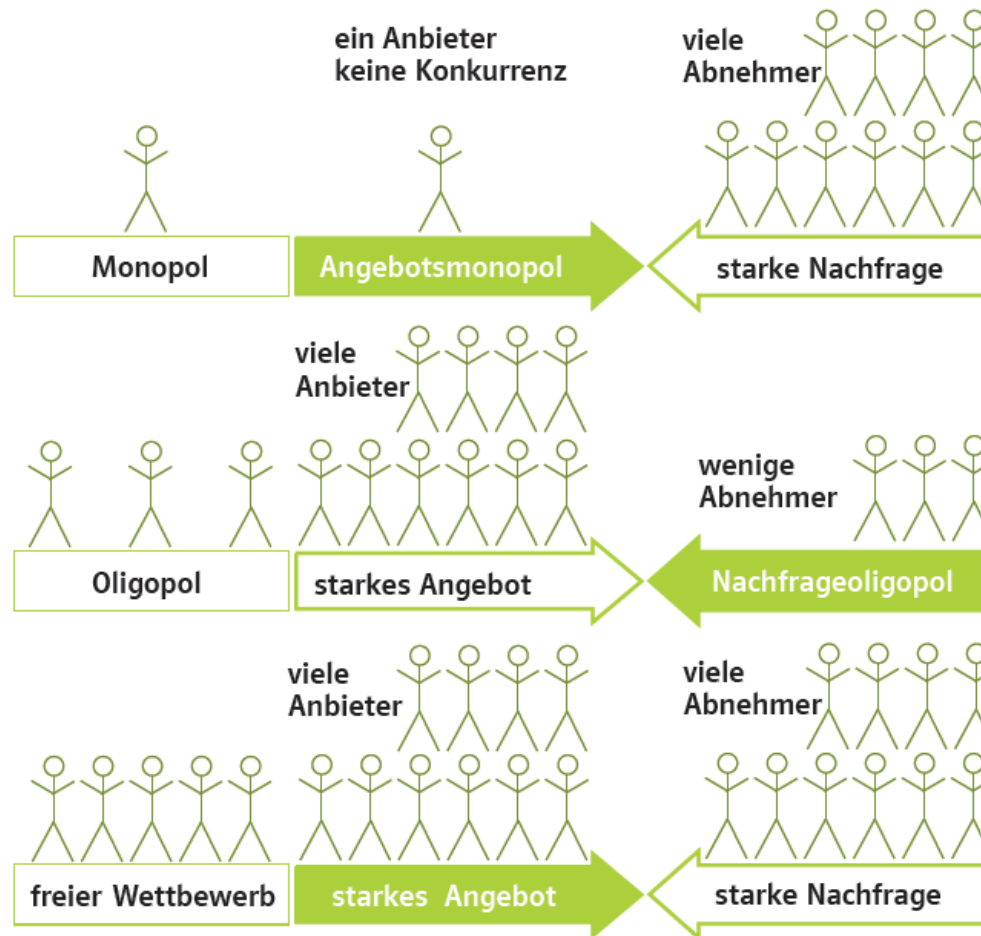 ein Anbieter
keine Konkurrenz
viele
Abnehmer
Monopol
Angebotsmonopol
starke Nachfrage
viele
Anbieter
wenige
Abnehmer
Oligopol
starkes Angebot
Nachfrageoligopol
viele
Anbieter
viele
Abnehmer
freier Wettbewerb
starkes Angebot
starke Nachfrage